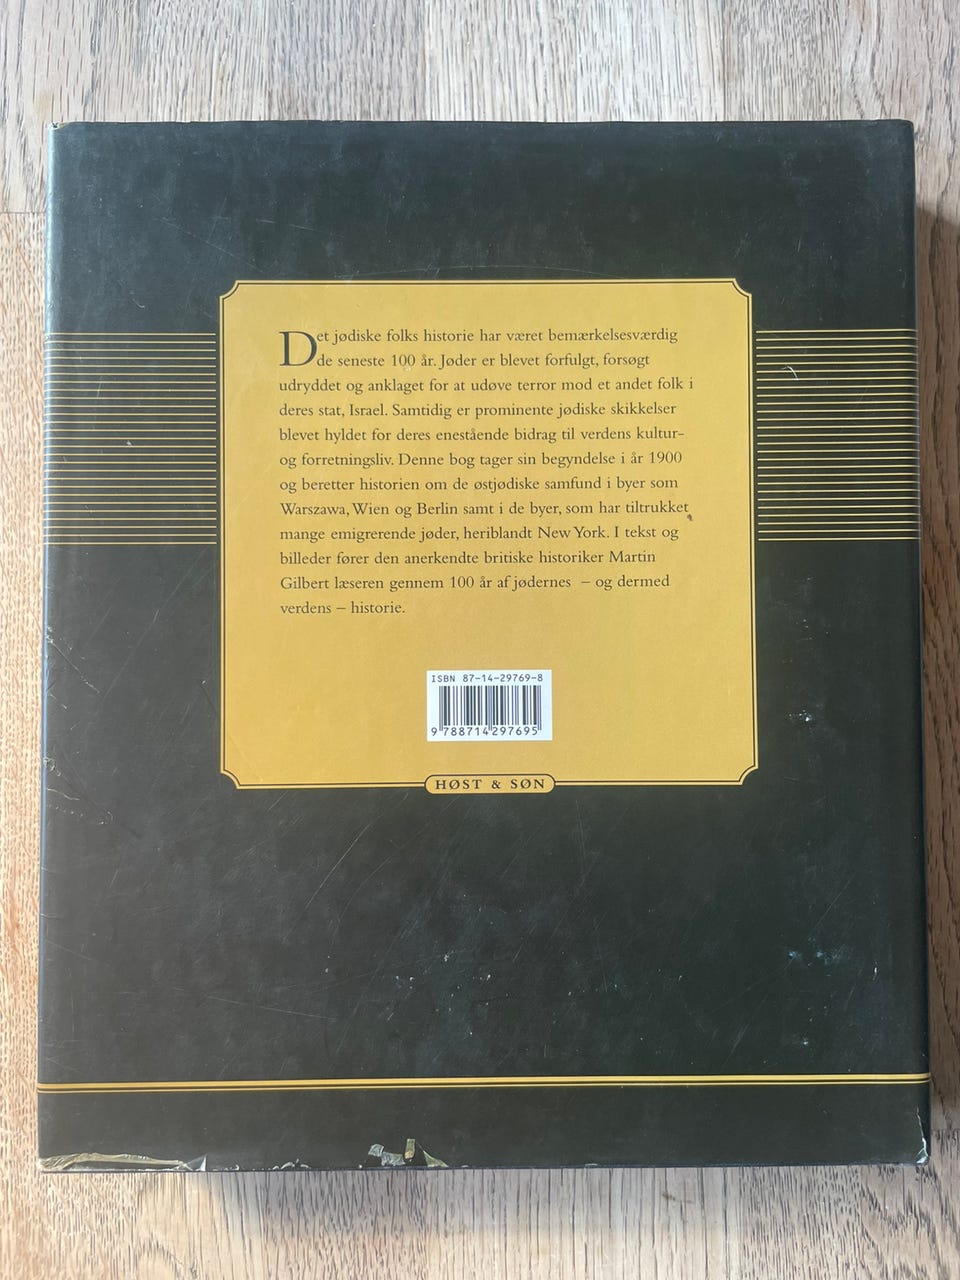 Det jødiske folks historie har været bemærkelsesværdig
de seneste 100 år. Jøder er blevet forfulgt, forsøgt
udryddet og anklaget for at udøve terror mod et andet folk i
deres stat, Israel. Samtidig er prominente jødiske skikkelser
blevet hyldet for deres enestående bidrag til verdens kultur-
og forretningsliv. Denne bog tager sin begyndelse i år 1900
og beretter historien om de østjødiske samfund i byer som
Warszawa, Wien og Berlin samt i de byer, som har tiltrukket
mange emigrerende jøder, heriblandt New York. I tekst og
billeder fører den anerkendte britiske historiker Martin
Gilbert læseren gennem 100 år af jødernes – og dermed
verdens – historie.
ISBN 87-14-29769-8
9 788714 297695
HØST & SØN